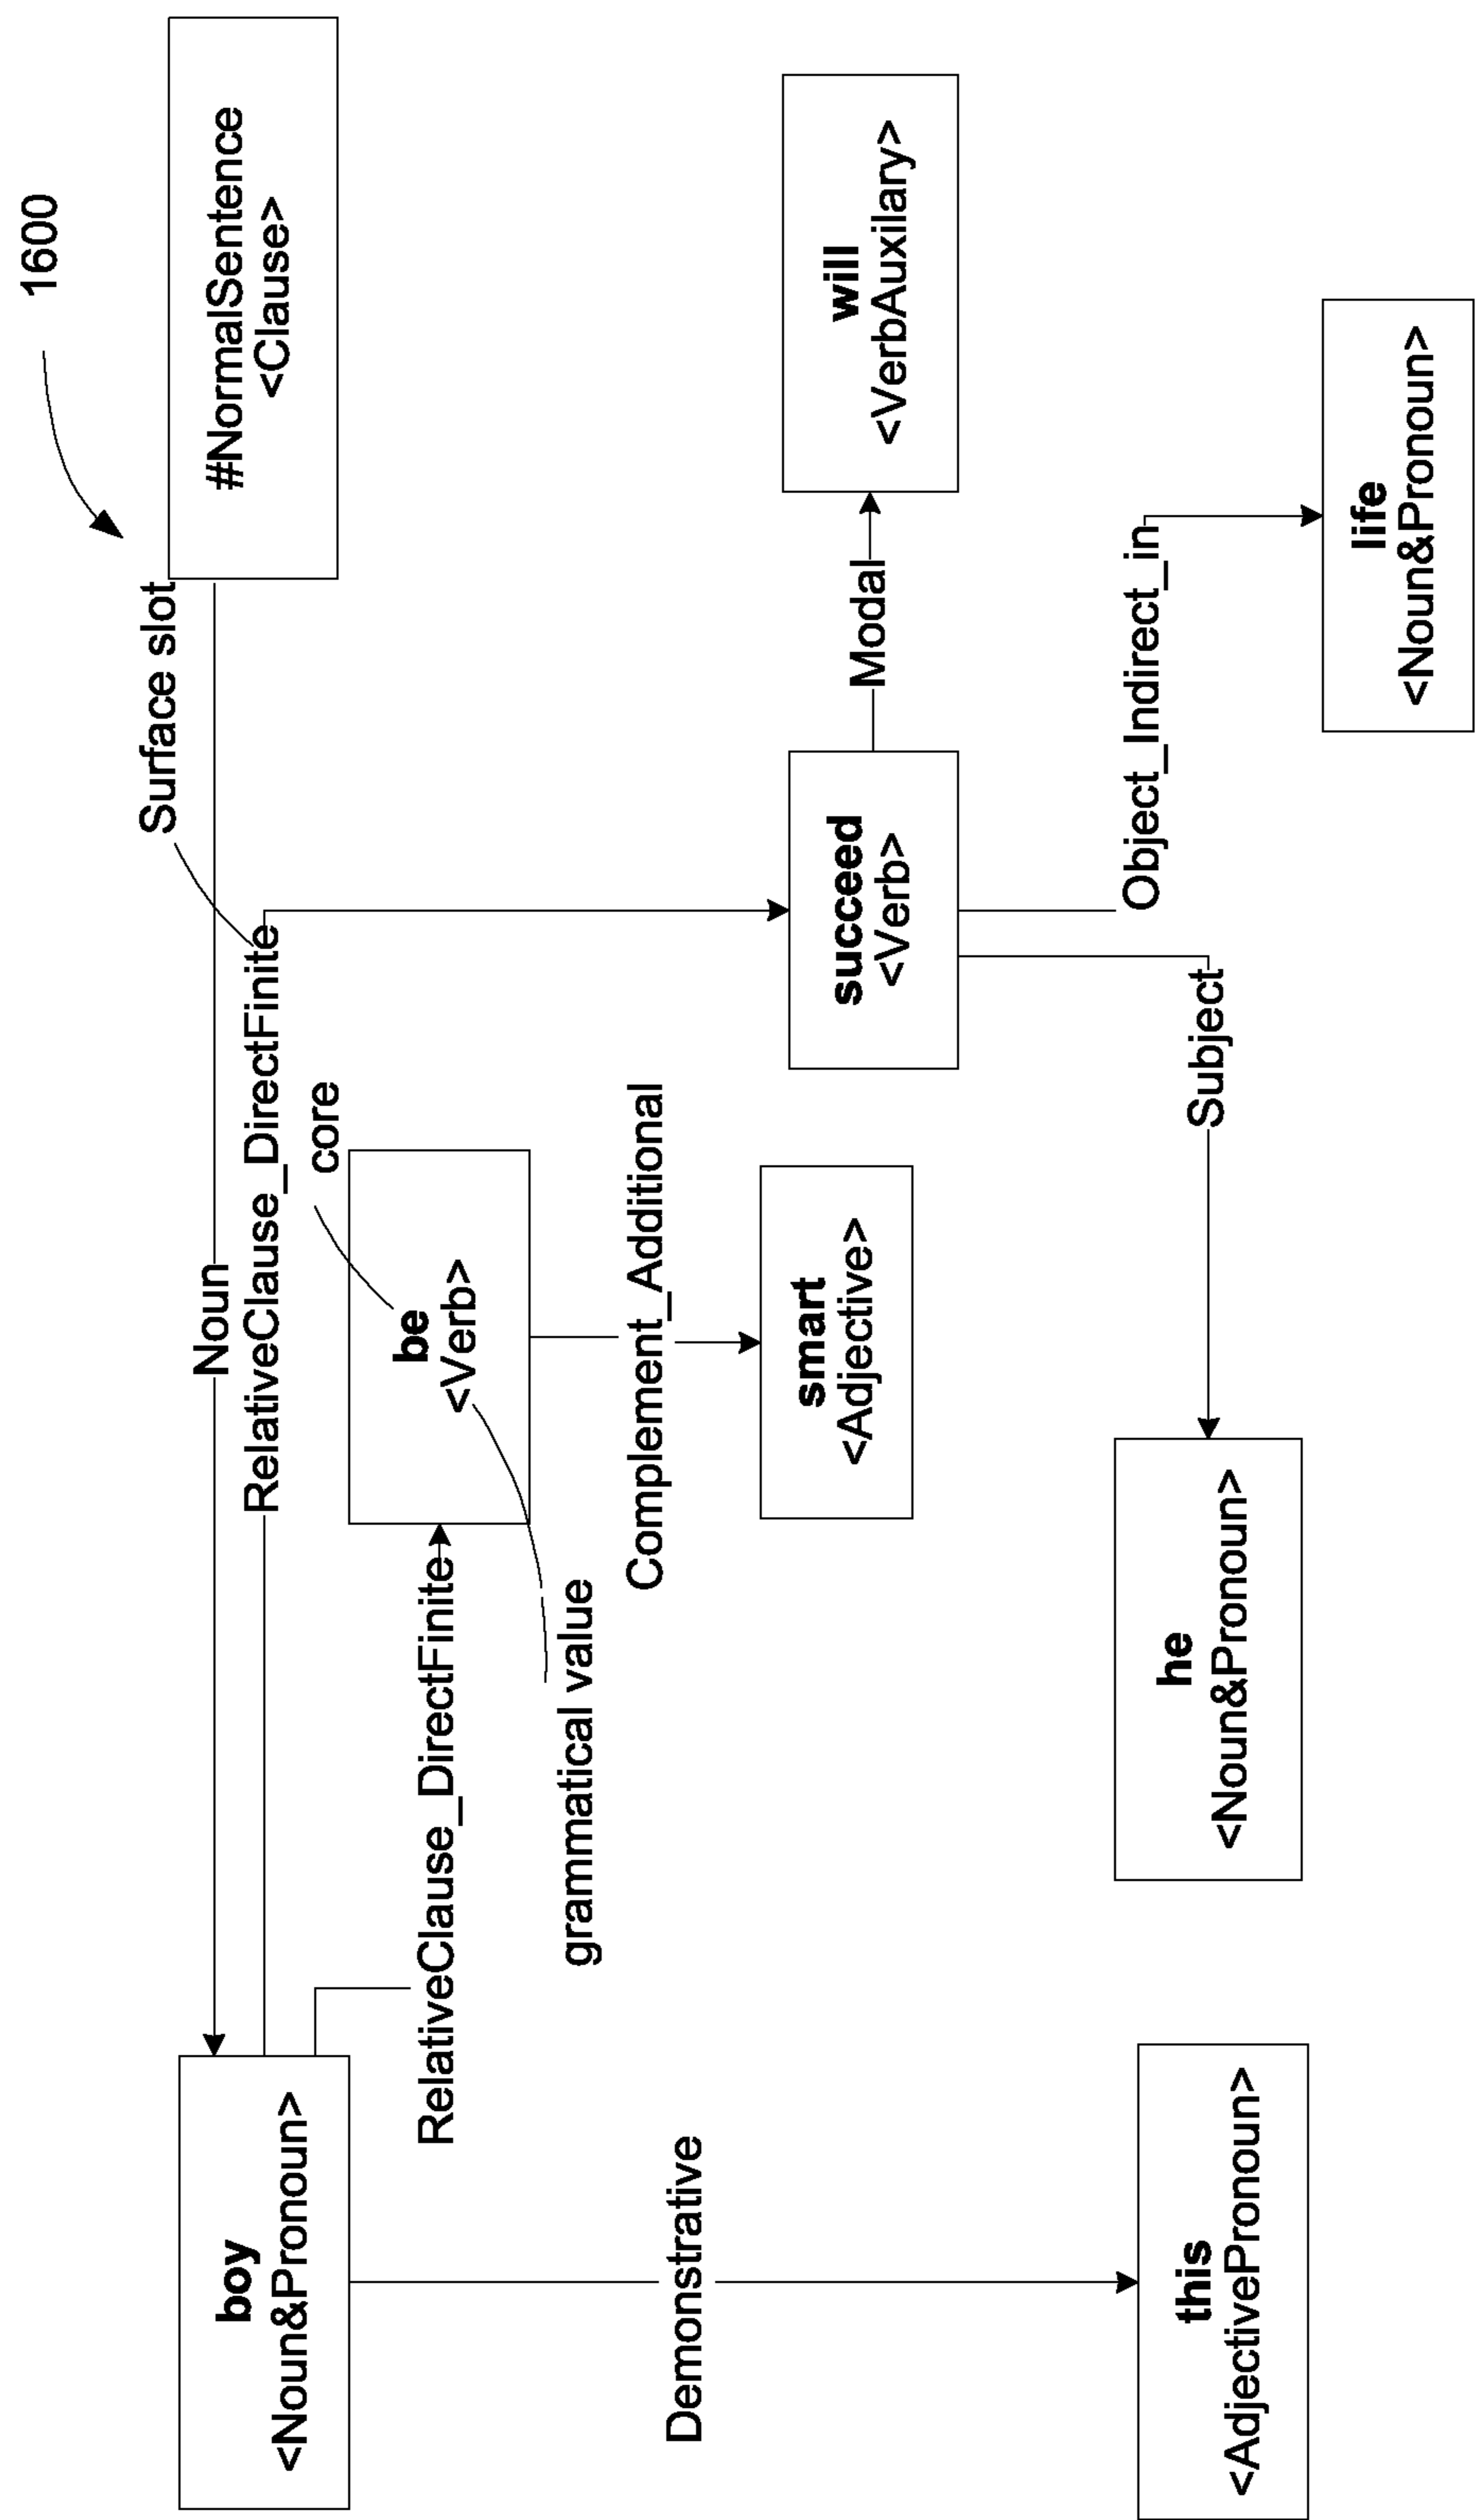 1600
#NormalSentence
<Clause>
Surface slot
Noun
RelativeClause_DirectFinite
boy
<Noun&Pronoun>
core
be
<Verb>
RelativeClause_DirectFinite
grammatical value
Complement_Additional
Demonstrative
smart
<Adjective>
succeed
<Verb>
Modal
will
<VerbAuxilary>
Object_Indirect_in
Subject
this
<AdjectivePronoun>
he
<Noun&Pronoun>
life
<Noun&Pronoun>